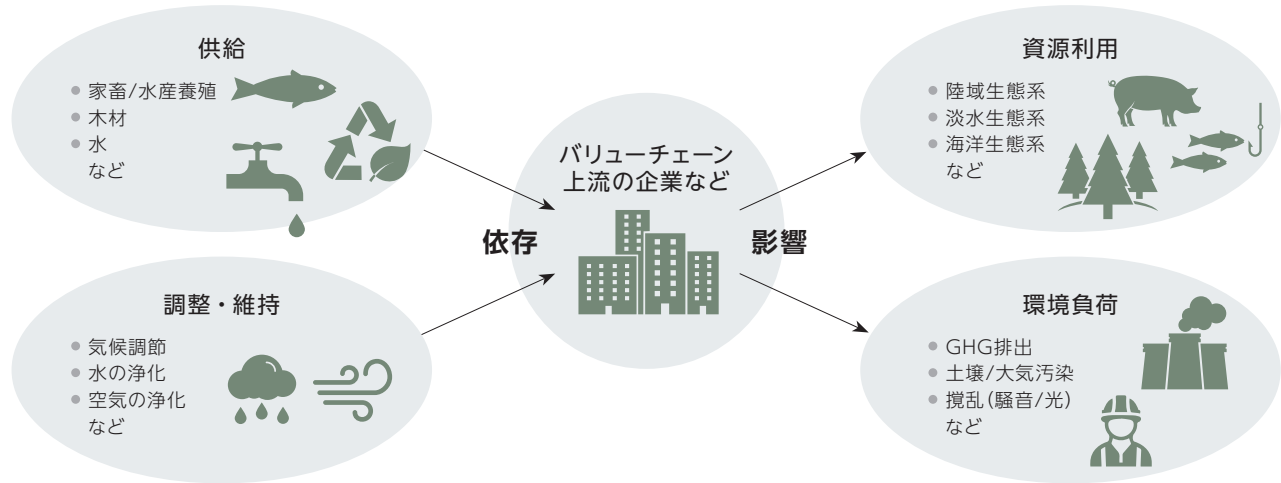 供給
● 家畜/水産養殖
● 木材
● 水
など
調整・維持
● 気候調節
● 水の浄化
● 空気の浄化
など
依存
バリューチェーン
上流の企業など
影響
資源利用
● 陸域生態系
● 淡水生態系
● 海洋生態系
など
環境負荷
● GHG排出
● 土壌/大気汚染
● 撹乱(騒音/光)
など